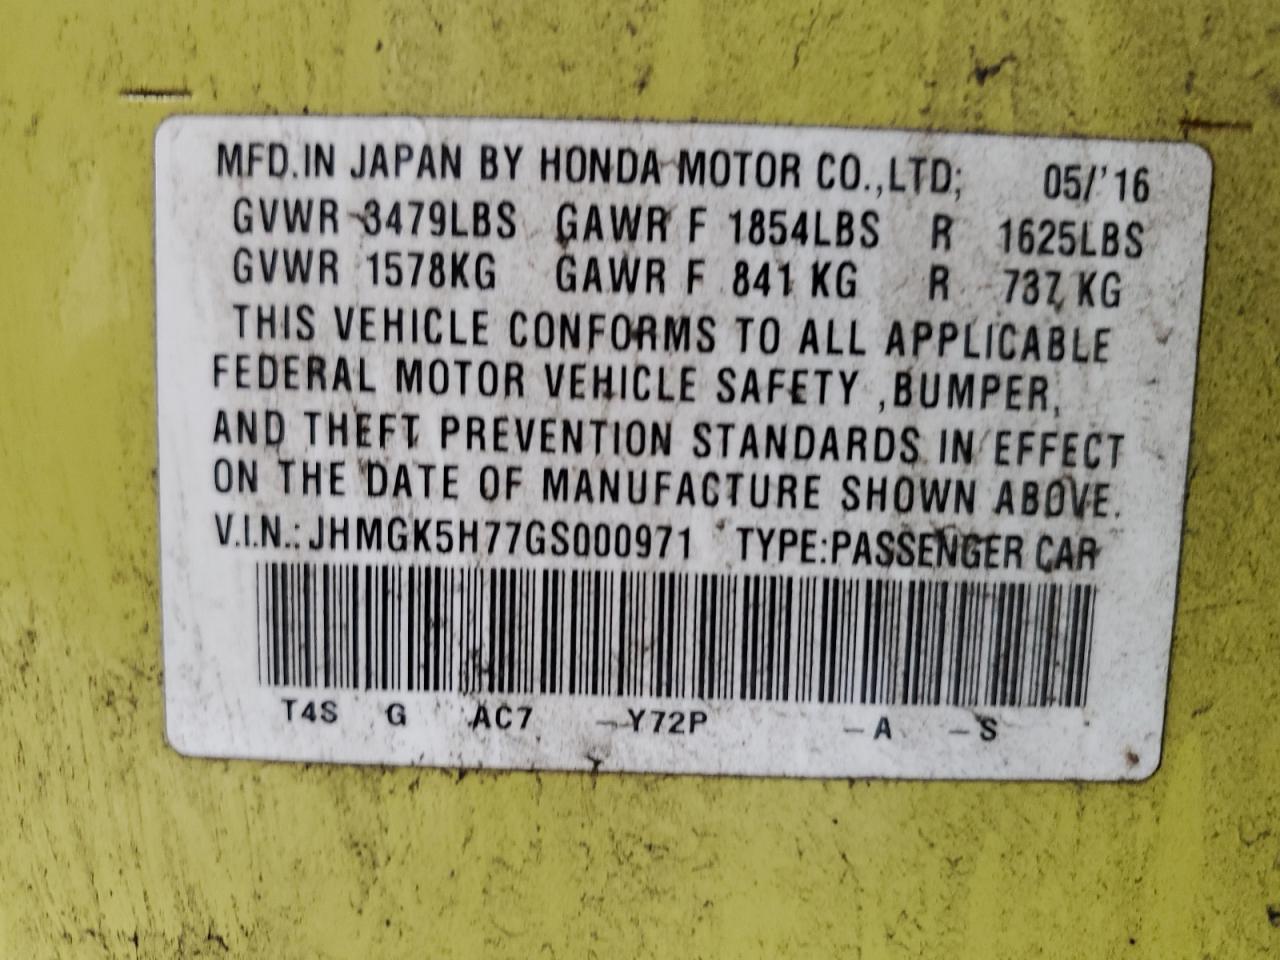 MFD.IN JAPAN BY HONDA MOTOR CO.,LTD; 05/'16
GVWR 3479LBS GAWR F 1854LBS R 1625LBS
GVWR 1578KG GAWR F 841 KG R 737 KG
THIS VEHICLE CONFORMS TO ALL APPLICABLE
FEDERAL MOTOR VEHICLE SAFETY ,BUMPER,
AND THEFT PREVENTION STANDARDS IN EFFECT
ON THE DATE OF MANUFACTURE SHOWN ABOVE.
V.I.N.: JHMGK5H77GS000971 TYPE:PASSENGER CAR
T4S G AC7 -Y72P -A -S